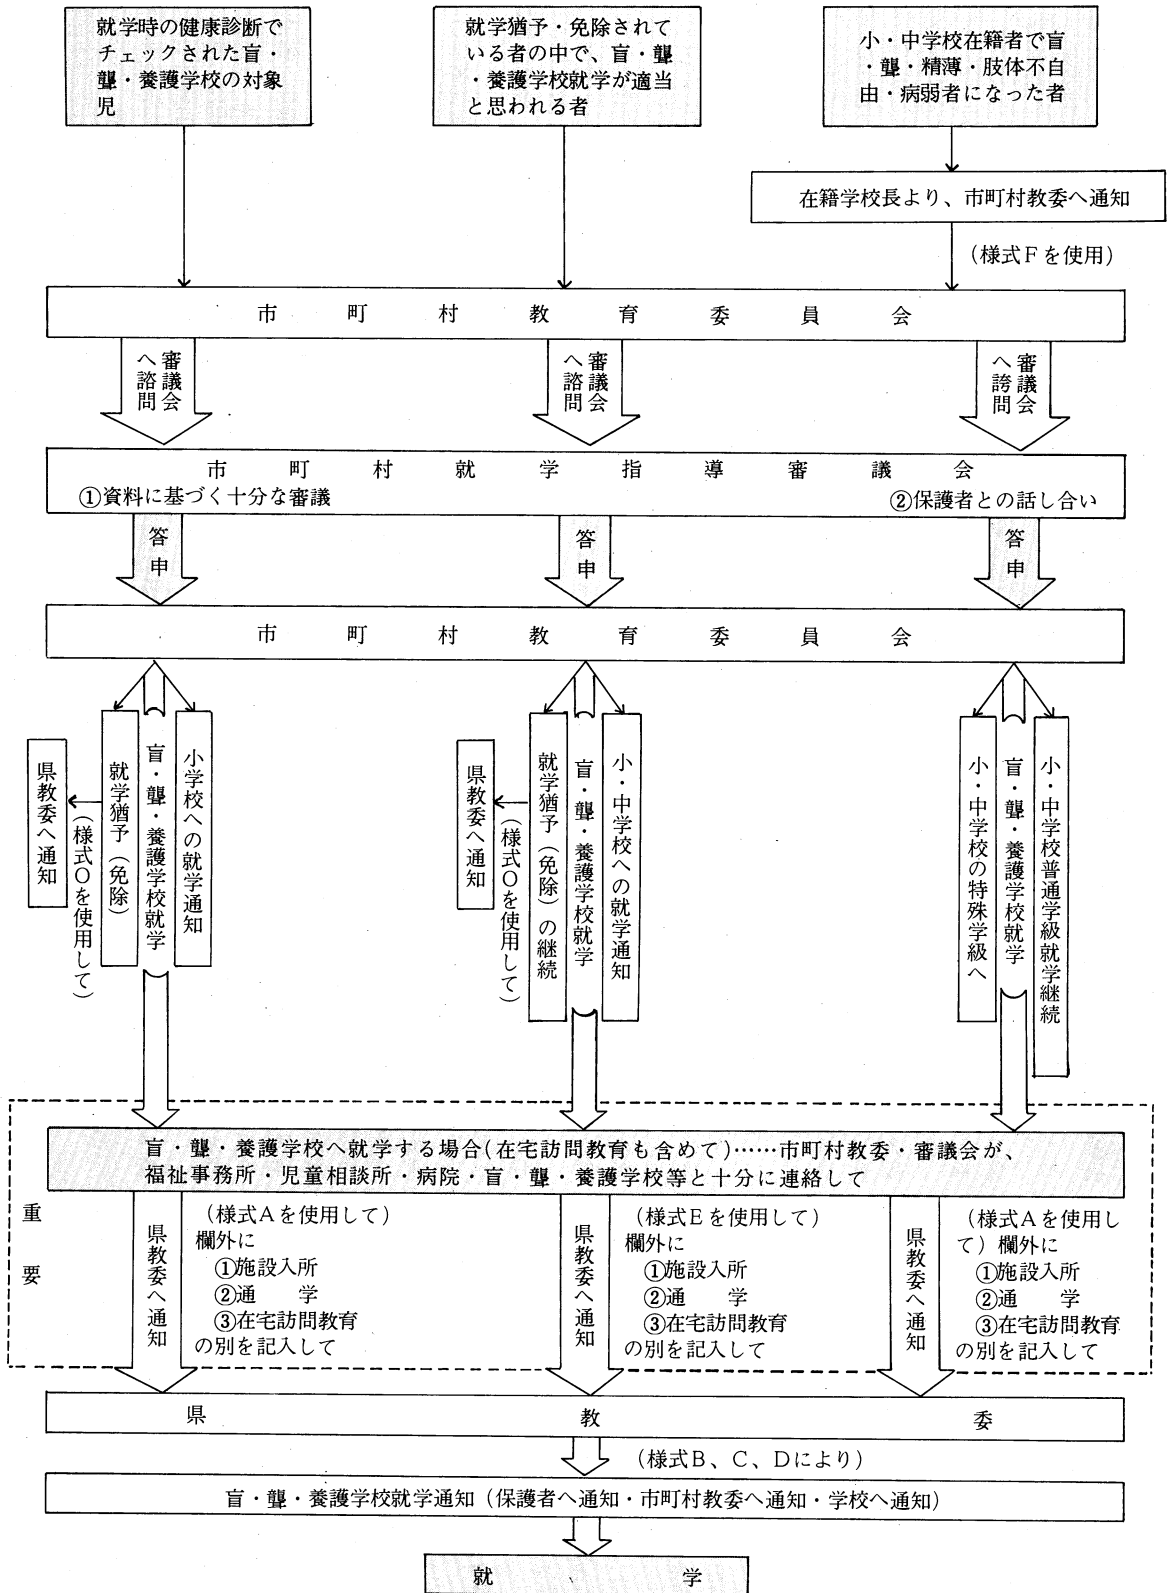 就学時の健康診断で
チェックされた盲・
聾・養護学校の対象
児
就学猶予・免除されて
いる者の中で、盲・聾
・養護学校就学が適当
と思われる者
小・中学校在籍者で盲
・聾・精薄・肢体不自
由・病弱者になった者
在籍学校長より、市町村教委へ通知
(様式Fを使用)
市町村教育委員会
審議会
へ諮問
審議会
へ諮問
審議会
へ誇問
市町村就学指導審議会
①資料に基づく十分な審議
②保護者との話し合い
答申
答申
答申
市町村教育委員会
小学校への就学通知
盲・聾・養護学校就学
就学猶予(免除)
(様式Oを使用して)
県教委へ通知
小・中学校への就学通知
盲・聾・養護学校就学
就学猶予(免除)の継続
(様式Oを使用して)
県教委へ通知
小・中学校普通学級就学継続
盲・聾・養護学校就学
小・中学校の特殊学級へ
重要
盲・聾・養護学校へ就学する場合(在宅訪問教育も含めて)……市町村教委・審議会が、
福祉事務所・児童相談所・病院・盲・聾・養護学校等と十分に連絡して
県教委へ通知
(様式Aを使用して)
欄外に
①施設入所
②通 学
③在宅訪問教育
の別を記入して
県教委へ通知
(様式Eを使用して)
欄外に
①施設入所
②通 学
③在宅訪問教育
の別を記入して
県教委へ通知
(様式Aを使用し
て)欄外に
①施設入所
②通 学
③在宅訪問教育
の別を記入して
県教委
(様式B、C、Dにより)
盲・聾・養護学校就学通知(保護者へ通知・市町村教委へ通知・学校へ通知)
就学